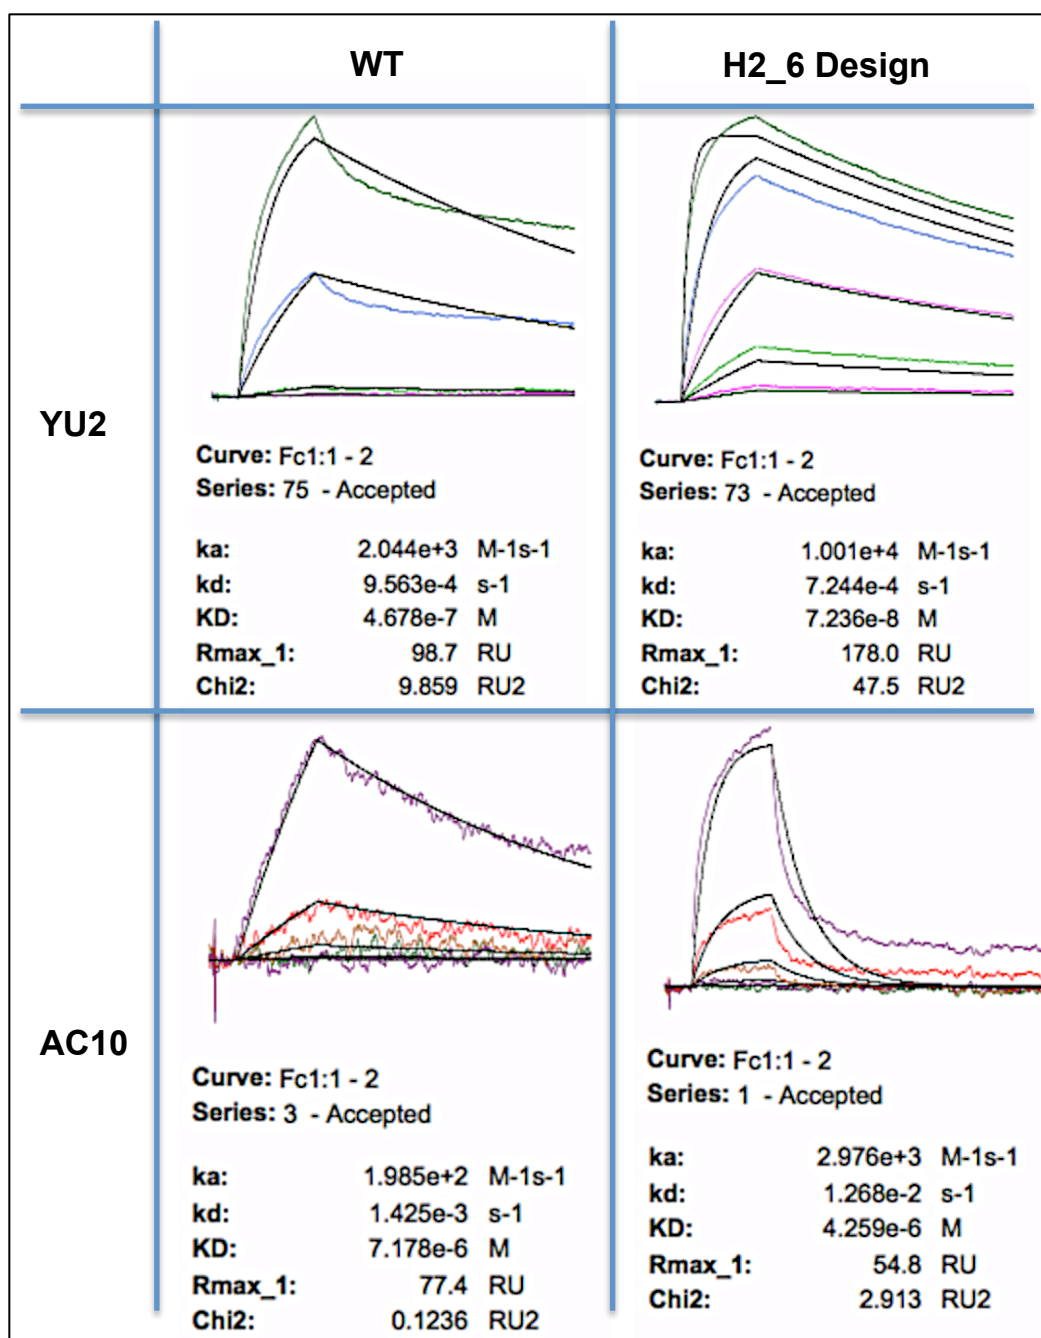 WT
H2_6 Design
YU2
Curve: Fc1:1 - 2
Series: 75 - Accepted
ka: 2.044e+3 M-1s-1
kd: 9.563e-4 s-1
KD: 4.678e-7 M
Rmax_1: 98.7 RU
Chi2: 9.859 RU2
Curve: Fc1:1 - 2
Series: 73 - Accepted
ka: 1.001e+4 M-1s-1
kd: 7.244e-4 s-1
KD: 7.236e-8 M
Rmax_1: 178.0 RU
Chi2: 47.5 RU2
AC10
Curve: Fc1:1 - 2
Series: 3 - Accepted
ka: 1.985e+2 M-1s-1
kd: 1.425e-3 s-1
KD: 7.178e-6 M
Rmax_1: 77.4 RU
Chi2: 0.1236 RU2
Curve: Fc1:1 - 2
Series: 1 - Accepted
ka: 2.976e+3 M-1s-1
kd: 1.268e-2 s-1
KD: 4.259e-6 M
Rmax_1: 54.8 RU
Chi2: 2.913 RU2